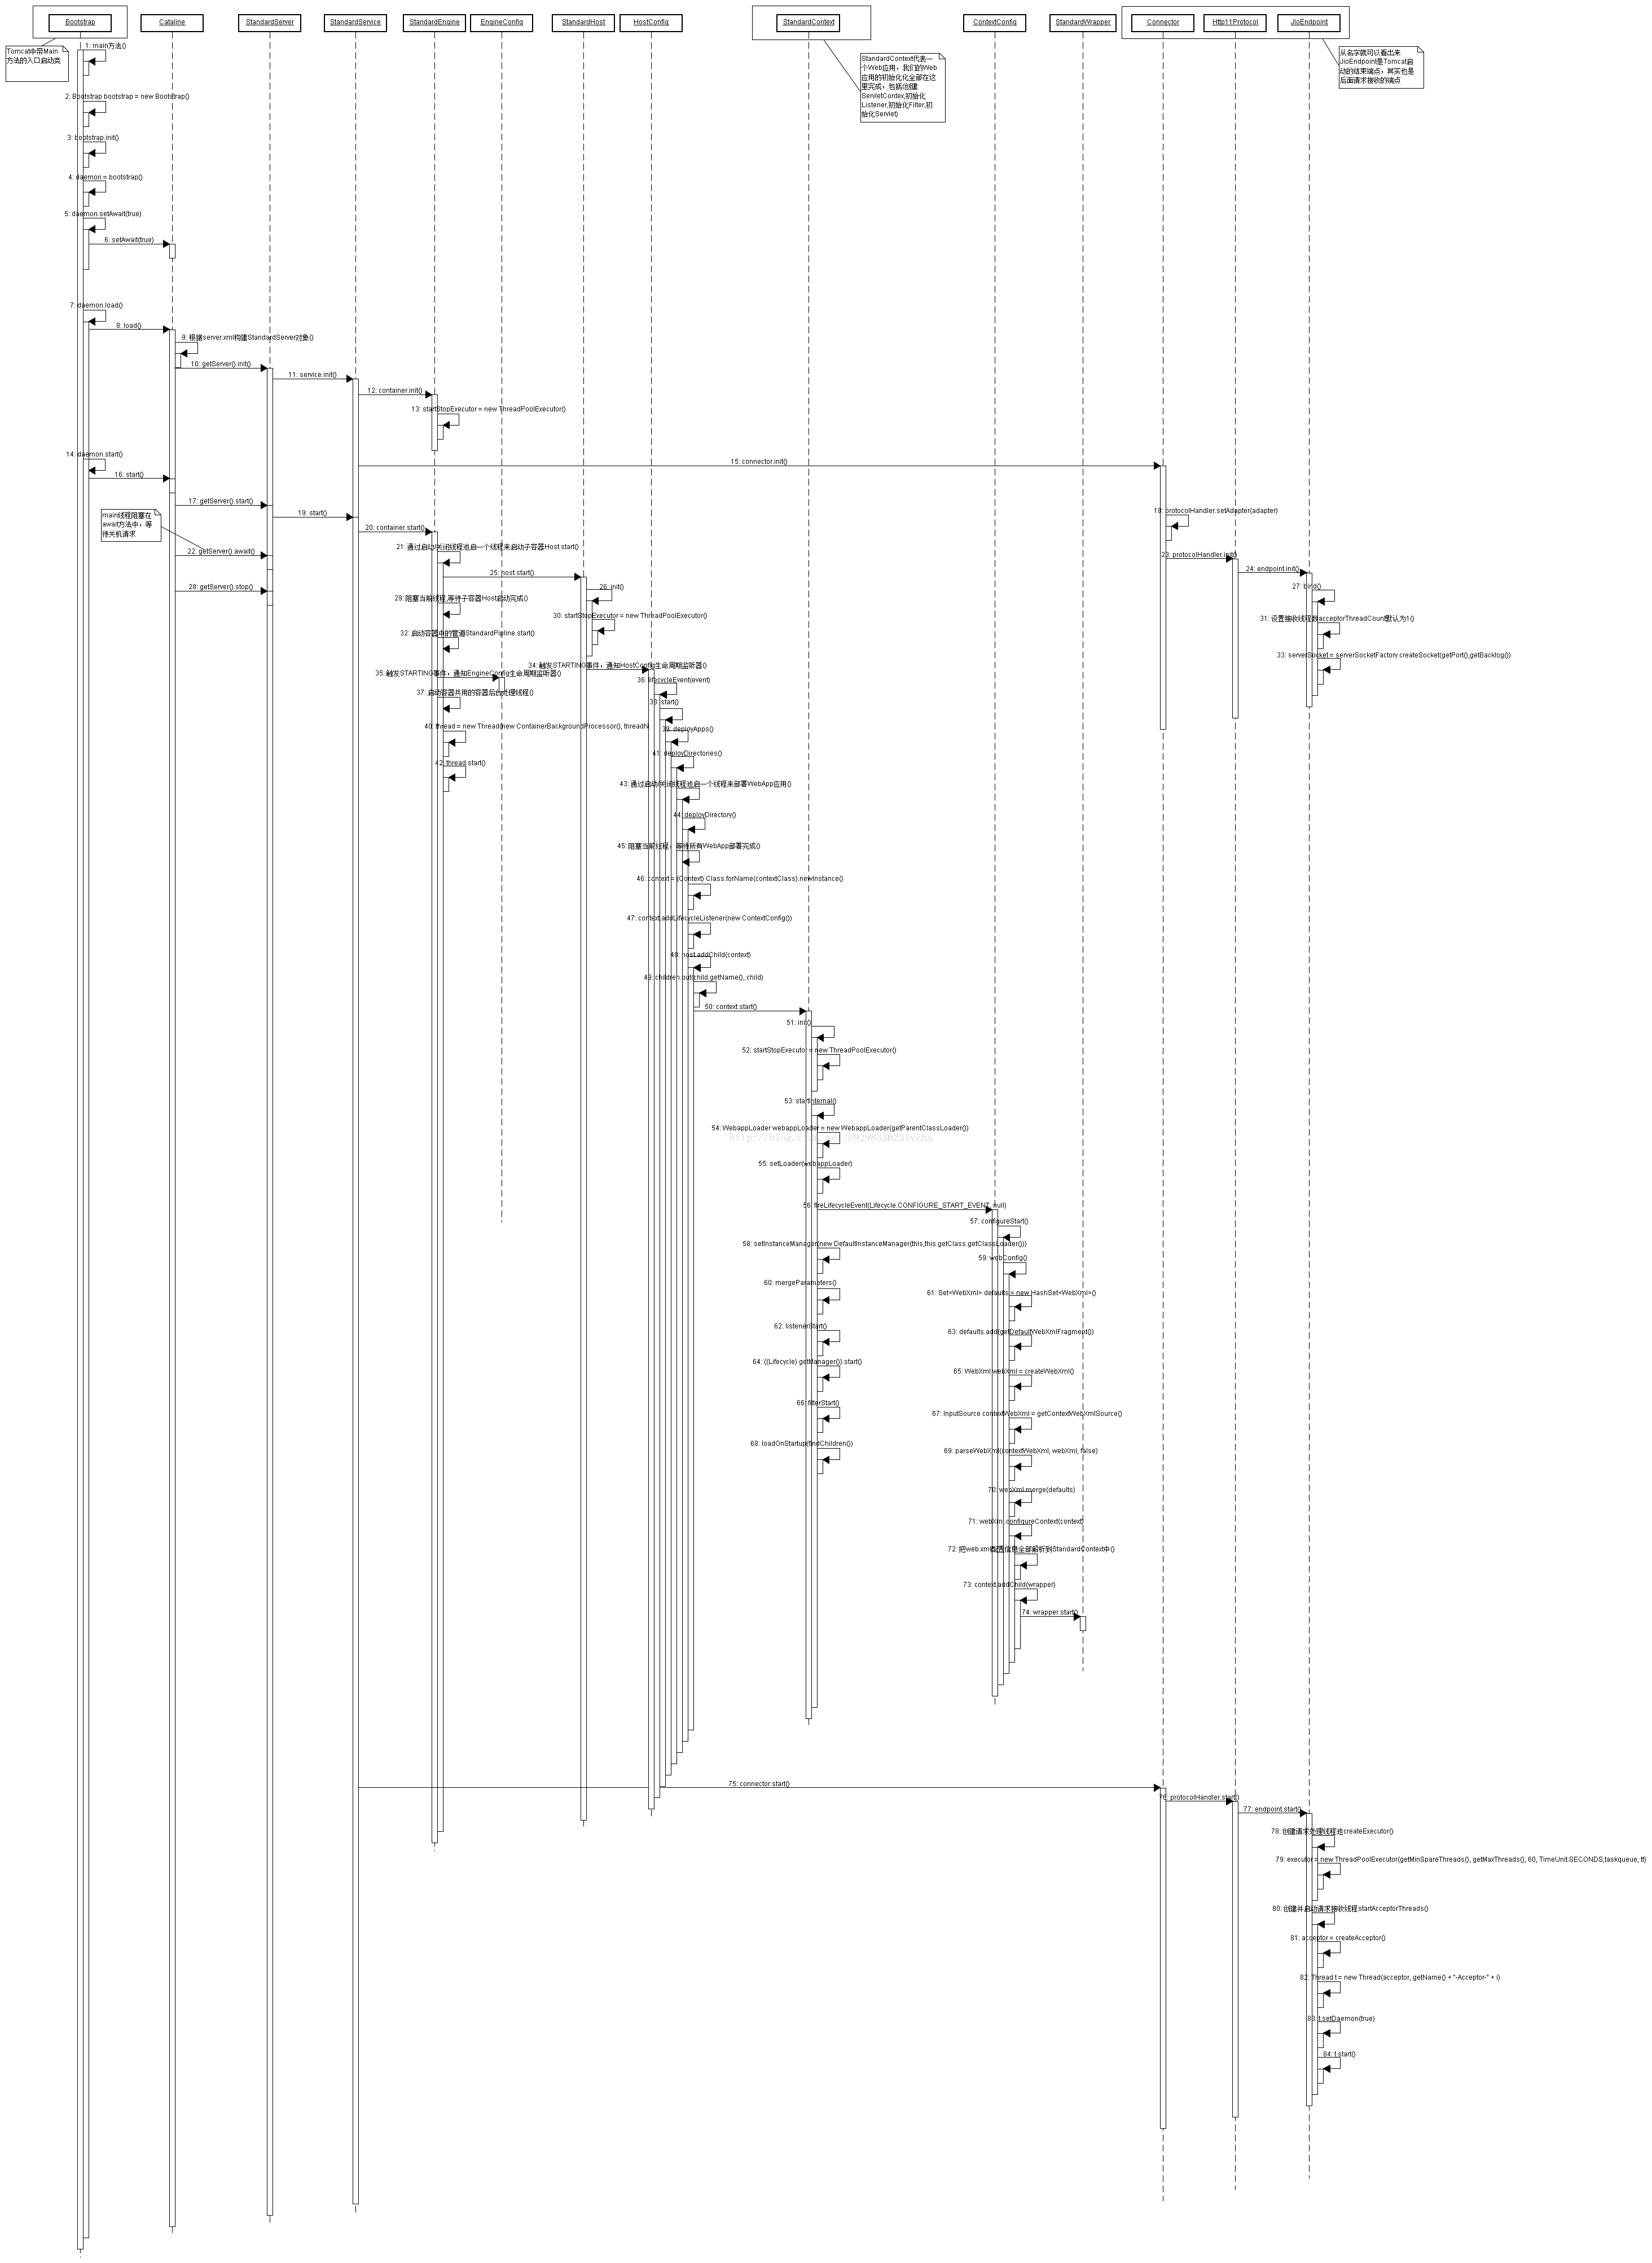 Bootstrap
Cataline
StandardServer
StandardService
StandardEngine
EngineConfig
StandardHost
HostConfig
StandardContext
ContextConfig
StandardWrapper
Connector
Http11Protocol
JIoEndpoint
Tomcat中带Main
方法的入口启动类
StandardContext代表一
个Web应用，我们的Web
应用的初始化化全部在这
里完成，包括(创建
ServletContex,初始化
Listener,初始化Filter,初
始化Servlet)
从名字就可以看出来
JioEndpoint是Tomcat启
动的结束端点，其实也是
后面请求接收的端点
1: main方法()
2: Bootstrap bootstrap = new Bootstrap()
3: bootstrap.init()
4: daemon = bootstrap()
5: daemon.setAwait(true)
6: setAwait(true)
7: daemon.load()
8: load()
9: 根据server.xml构建StandardServer对象()
10: getServer().init()
11: service.init()
12: container.init()
13: startStopExecutor = new ThreadPoolExecutor()
14: daemon.start()
15: connector.init()
16: start()
17: getServer().start()
main线程阻塞在
await方法中，等
待关机请求
18: protocolHandler.setAdapter(adapter)
19: start()
20: container.start()
21: 通过启动/关闭线程池启一个线程来启动子容器Host.start()
22: getServer().await()
23: protocolHandler.init()
24: endpoint.init()
25: host.start()
26: init()
27: bind()
28: getServer().stop()
29: 阻塞当前线程,等待子容器Host启动完成()
30: startStopExecutor = new ThreadPoolExecutor()
31: 设置接收线程数acceptorThreadCount默认为1()
32: 启动容器中的管道StandardPipline.start()
33: serverSocket = serverSocketFactory.createSocket(getPort(),getBacklog())
34: 触发STARTING事件，通知HostConfig生命周期监听器()
35: 触发STARTING事件，通知EngineConfig生命周期监听器()
36: lifecycleEvent(event)
37: 启动容器共用的容器后台处理线程()
38: start()
39: deployApps()
40: thread = new Thread(new ContainerBackgroundProcessor(), threadN
41: deployDirectories()
42: thread.start()
43: 通过启动/关闭线程池启一个线程来部署WebApp应用()
44: deployDirectory()
45: 阻塞当前线程，等待所有WebApp部署完成()
46: context = (Context) Class.forName(contextClass).newInstance()
47: context.addLifecycleListener(new ContextConfig())
48: host.addChild(context)
49: children.put(child.getName(), child)
50: context.start()
51: init()
52: startStopExecutor = new ThreadPoolExecutor()
53: startInternal()
54: WebappLoader webappLoader = new WebappLoader(getParentClassLoader())
55: setLoader(webappLoader)
56: fireLifecycleEvent(Lifecycle.CONFIGURE_START_EVENT, null)
57: configureStart()
58: setInstanceManager(new DefaultInstanceManager(this,this.getClass.getClassLoader()))
59: webConfig()
60: mergeParameters()
61: Set<WebXml> defaults = new HashSet<WebXml>()
62: listenerStart()
63: defaults.add(getDefaultWebXmlFragment())
64: ((Lifecycle) getManager()).start()
65: WebXml webXml = createWebXml()
66: filterStart()
67: InputSource contextWebXml = getContextWebXmlSource()
68: loadOnStartup(findChildren())
69: parseWebXml(contextWebXml, webXml, false)
70: webXml.merge(defaults)
71: webXml.configureContext(context)
72: 把web.xml配置信息全部解析到StandardContext中()
73: context.addChild(wrapper)
74: wrapper.start()
75: connector.start()
76: protocolHandler.start()
77: endpoint.start()
78: 创建请求处理线程池createExecutor()
79: executor = new ThreadPoolExecutor(getMinSpareThreads(), getMaxThreads(), 60, TimeUnit.SECONDS,taskqueue, tf)
80: 创建并启动请求接收线程startAcceptorThreads()
81: acceptor = createAcceptor()
82: Thread t = new Thread(acceptor, getName() + "-Acceptor-" + i)
83: t.setDaemon(true)
84: t.start()